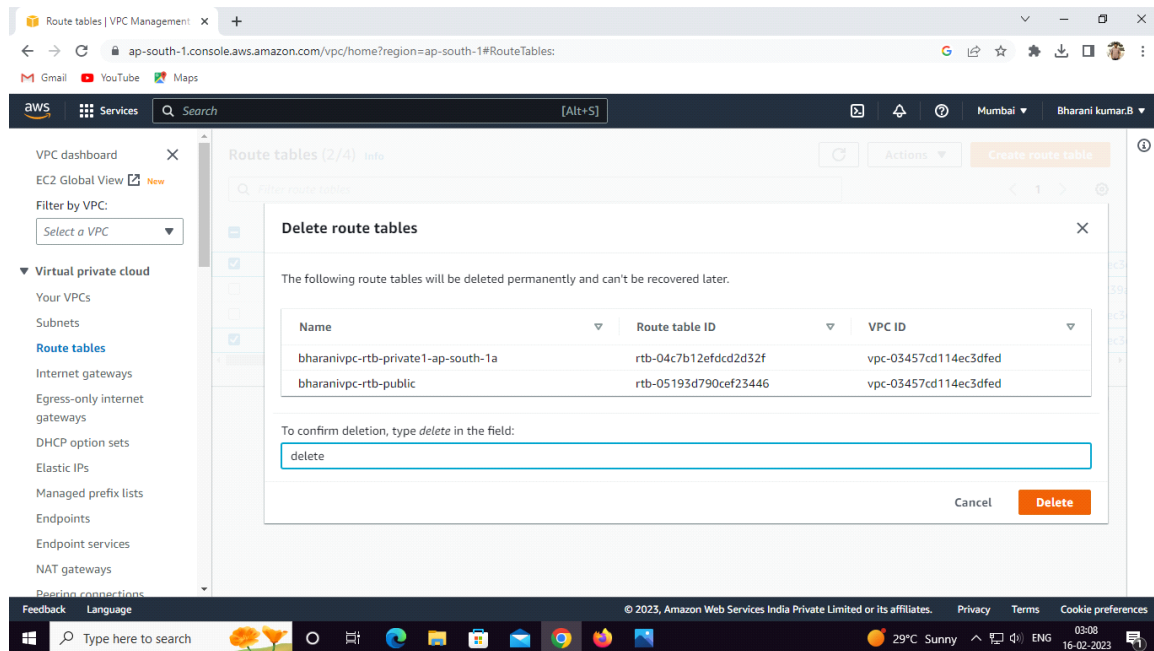 Route tables | VPC Management
ap-south-1.console.aws.amazon.com/vpc/home?region=ap-south-1#RouteTables:
Gmail YouTube Maps
aws Services Search [Alt+S] Mumbai Bharani kumar.B
VPC dashboard
EC2 Global View New
Filter by VPC:
Select a VPC
Virtual private cloud
Your VPCs
Subnets
Route tables
Internet gateways
Egress-only internet
gateways
DHCP option sets
Elastic IPs
Managed prefix lists
Endpoints
Endpoint services
NAT gateways
Peering connections
Route tables (2/4) Info
Actions Create route table
Filter route tables
1
Delete route tables
The following route tables will be deleted permanently and can't be recovered later.
Name Route table ID VPC ID
bharanivpc-rtb-private1-ap-south-1a rtb-04c7b12efdcd2d32f vpc-03457cd114ec3dfed
bharanivpc-rtb-public rtb-05193d790cef23446 vpc-03457cd114ec3dfed
To confirm deletion, type delete in the field:
delete
Cancel Delete
Feedback Language © 2023, Amazon Web Services India Private Limited or its affiliates. Privacy Terms Cookie preferences
Type here to search 29°C Sunny ENG 03:08
16-02-2023 1